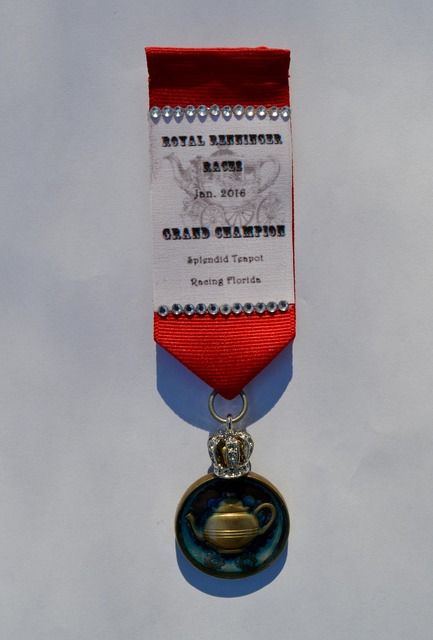 ROYAL RENNINGER
RACES
Jan. 2016
GRAND CHAMPION
Splendid Teapot
Racing Florida